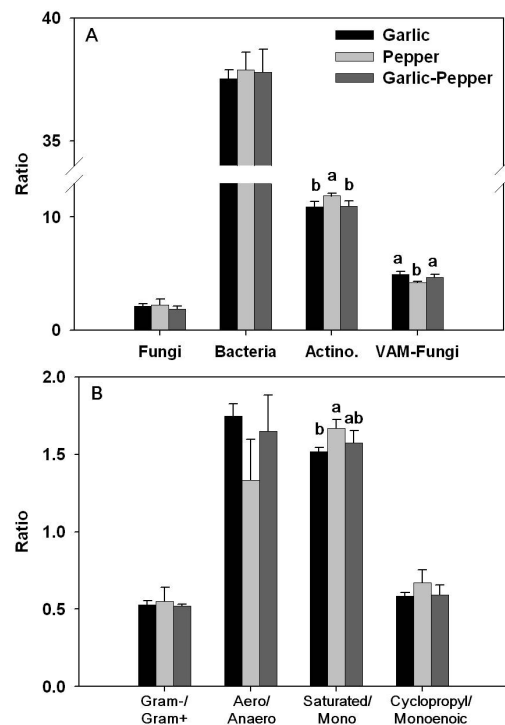 A
Garlic
Pepper
Garlic-Pepper
40
35
10
0
Ratio
b a b
a b a
Fungi Bacteria Actino. VAM-Fungi
B
2.0
1.5
1.0
0.5
0.0
Ratio
b a ab
Gram-/ Aero/ Saturated/ Cyclopropyl/
Gram+ Anaero Mono Monoenoic